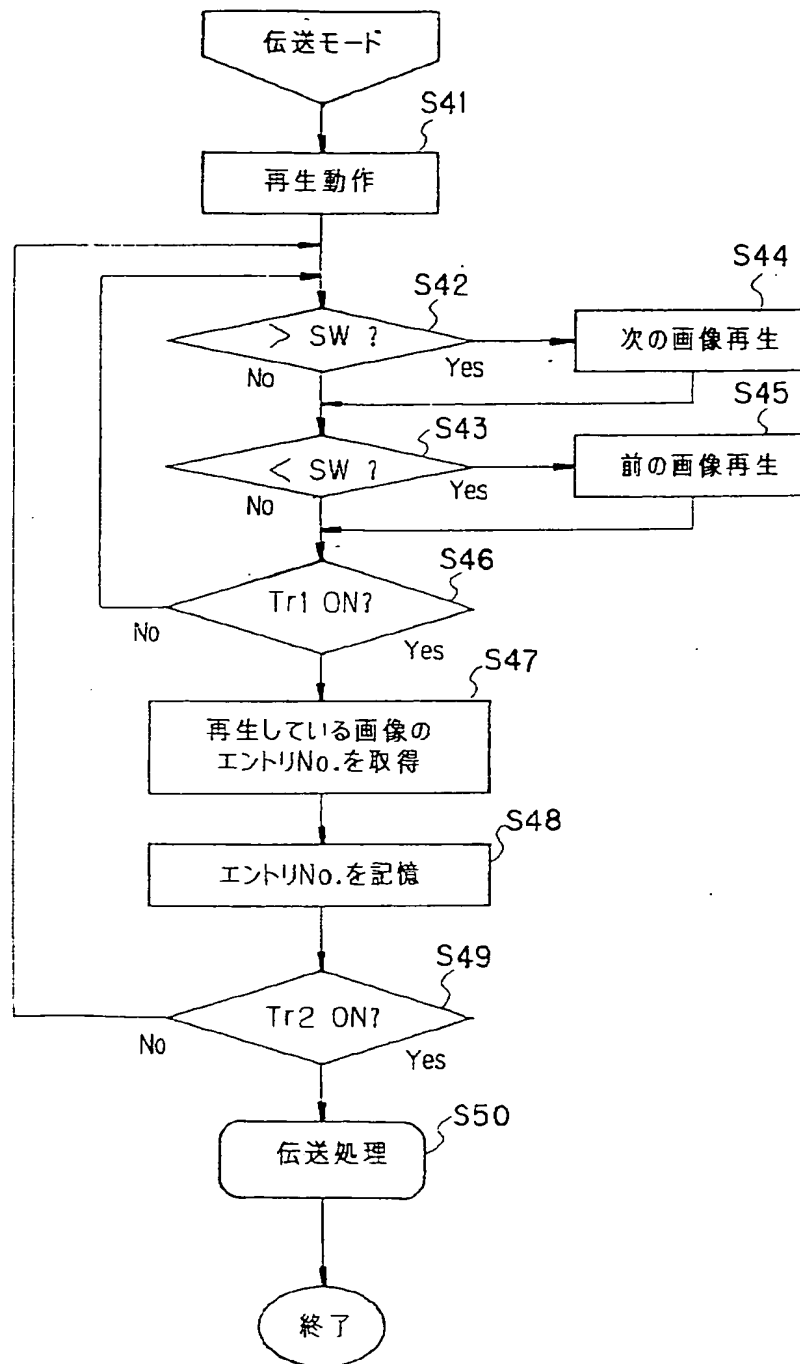 伝送モード
S41
再生動作
S42
> SW ?
No
Yes
S44
次の画像再生
S43
< SW ?
No
Yes
S45
前の画像再生
S46
Tr1 ON?
No
Yes
S47
再生している画像の
エントリNo.を取得
S48
エントリNo.を記憶
S49
Tr2 ON?
No
Yes
S50
伝送処理
終了